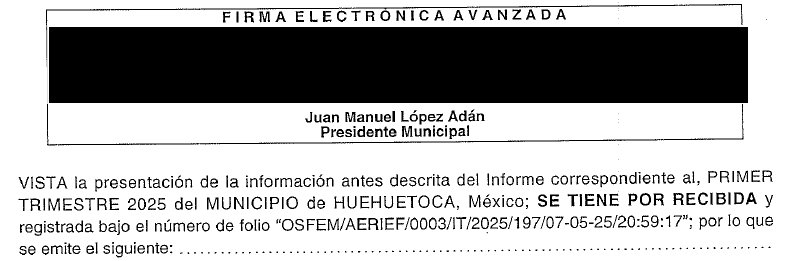 FIRMA ELECTRÓNICA AVANZADA
Juan Manuel López Adán
Presidente Municipal
VISTA la presentación de la información antes descrita del Informe correspondiente al, PRIMER
TRIMESTRE 2025 del MUNICIPIO de HUEHUETOCA, México; SE TIENE POR RECIBIDA y
registrada bajo el número de folio "OSFEM/AERIEF/0003/IT/2025/197/07-05-25/20:59:17"; por lo que
se emite el siguiente: ........................................................................................